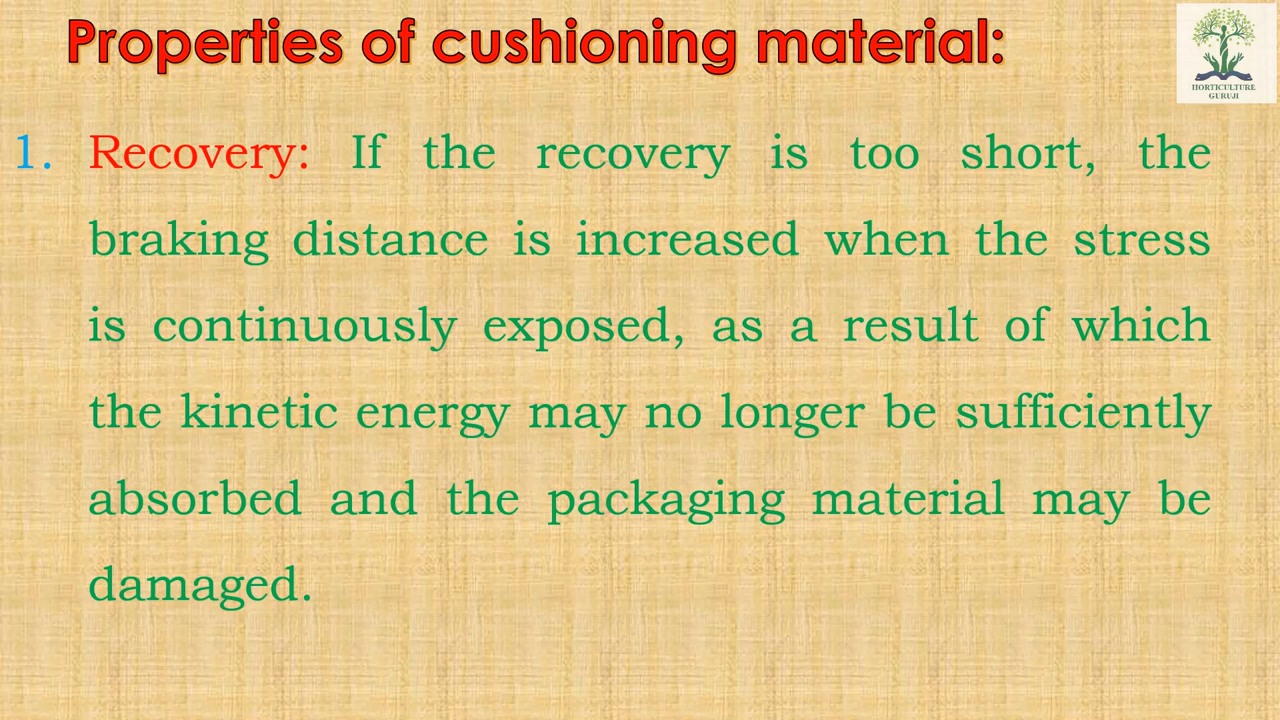 Properties of cushioning material:
HORTICULTURE
GURUJI
1. Recovery: If the recovery is too short, the
braking distance is increased when the stress
is continuously exposed, as a result of which
the kinetic energy may no longer be sufficiently
absorbed and the packaging material may be
damaged.